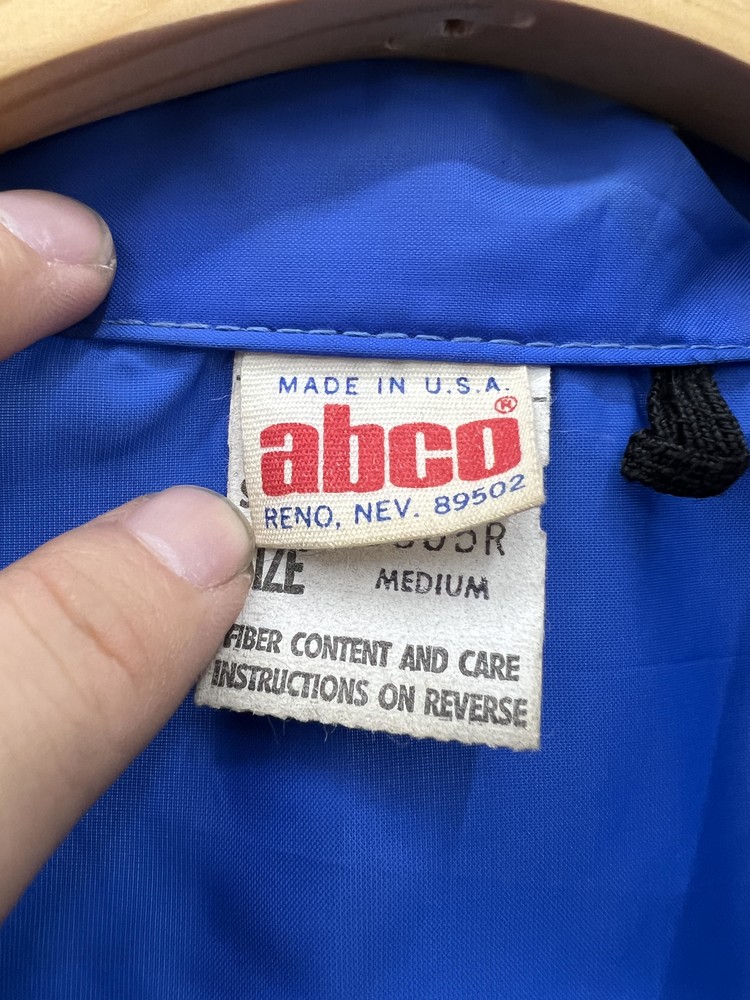 MADE IN U.S.A.
abco®
RENO, NEV. 89502
MEDIUM
FIBER CONTENT AND CARE
INSTRUCTIONS ON REVERSE